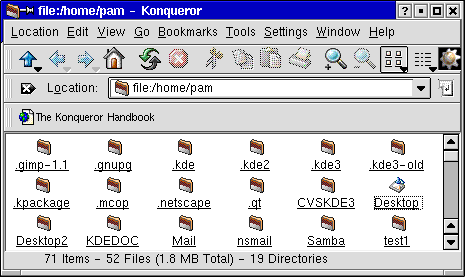 file:/home/pam - Konqueror
Location Edit View Go Bookmarks Tools Settings Window Help
Location: file:/home/pam
The Konqueror Handbook
.gimp-1.1 .gnupg .kde .kde2 .kde3 .kde3-old
.kpackage .mcop .netscape .qt CVSKDE3 Desktop
Desktop2 KDEDOC Mail nsmail Samba test1
71 Items - 52 Files (1.8 MB Total) - 19 Directories